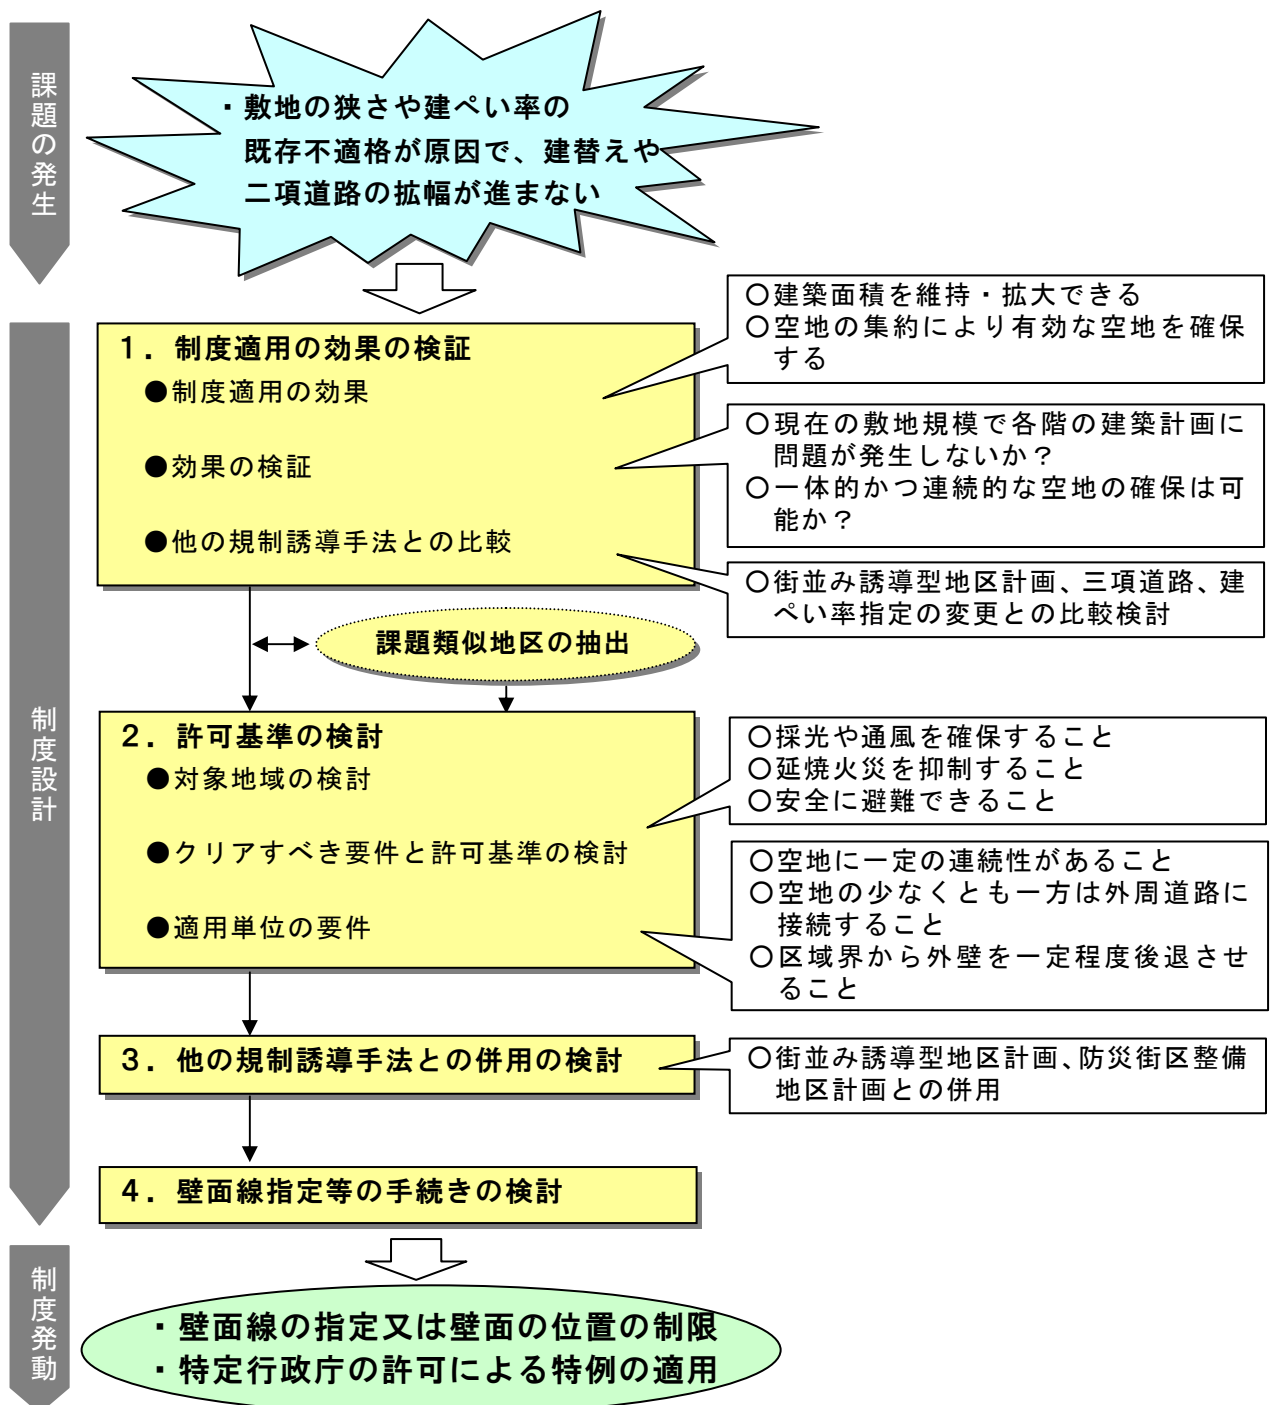 課題の発生
・敷地の狭さや建ぺい率の
既存不適格が原因で、建替えや
二項道路の拡幅が進まない
制度設計
１．制度適用の効果の検証
●制度適用の効果
●効果の検証
●他の規制誘導手法との比較
〇建築面積を維持・拡大できる
〇空地の集約により有効な空地を確保
する
〇現在の敷地規模で各階の建築計画に
問題が発生しないか？
〇一体的かつ連続的な空地の確保は可
能か？
〇街並み誘導型地区計画、三項道路、建
ぺい率指定の変更との比較検討
課題類似地区の抽出
２．許可基準の検討
●対象地域の検討
●クリアすべき要件と許可基準の検討
●適用単位の要件
〇採光や通風を確保すること
〇延焼火災を抑制すること
〇安全に避難できること
〇空地に一定の連続性があること
〇空地の少なくとも一方は外周道路に
接続すること
〇区域界から外壁を一定程度後退させ
ること
３．他の規制誘導手法との併用の検討
〇街並み誘導型地区計画、防災街区整備
地区計画との併用
４．壁面線指定等の手続きの検討
制度発動
・壁面線の指定又は壁面の位置の制限
・特定行政庁の許可による特例の適用